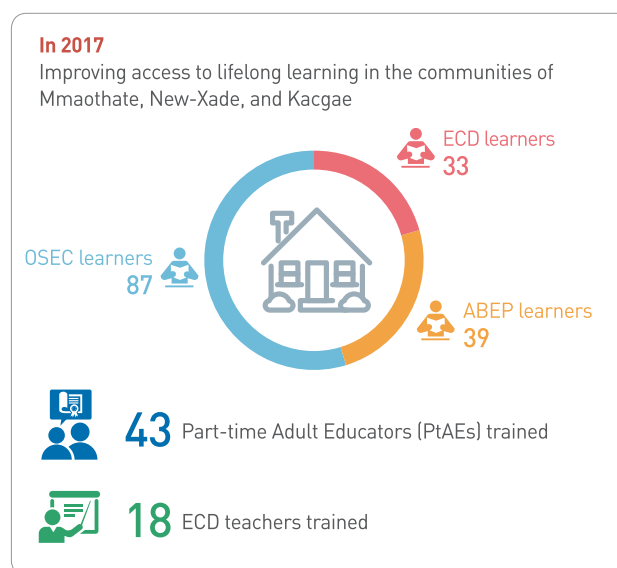 In 2017
Improving access to lifelong learning in the communities of
Mmaothate, New-Xade, and Kacgae
ECD learners
33
OSEC learners
87
ABEP learners
39
43 Part-time Adult Educators (PtAEs) trained
18 ECD teachers trained